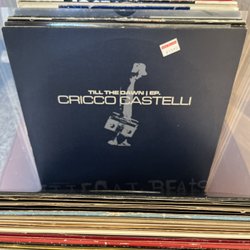 TILL THE DAWN | EP.
CRICCO CASTELLI
BEATS